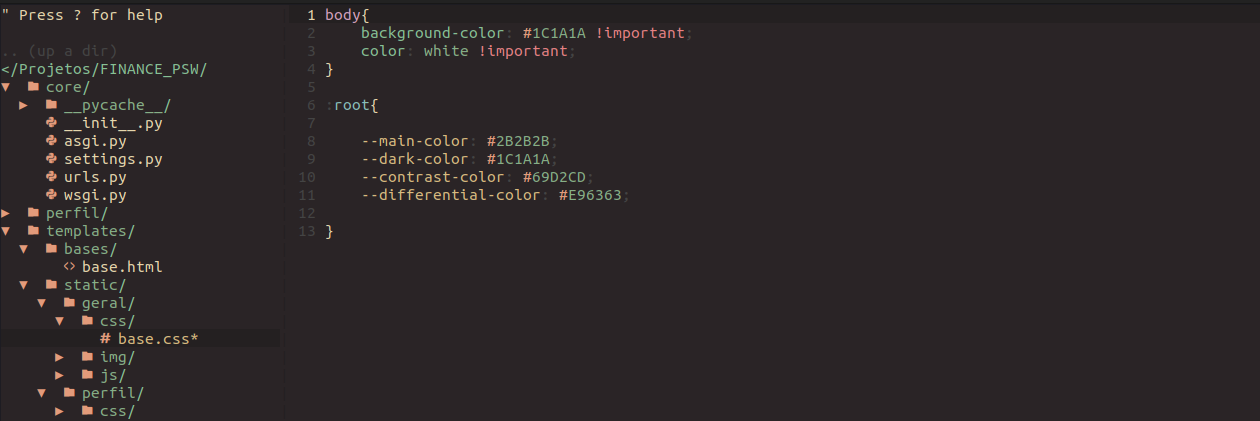 " Press ? for help
.. (up a dir)
</Projetos/FINANCE_PSW/
▼ core/
▶ __pycache__/
__init__.py
asgi.py
settings.py
urls.py
wsgi.py
▶ perfil/
▼ templates/
▼ bases/
<> base.html
▼ static/
▼ geral/
▼ css/
# base.css*
▶ img/
▶ js/
▼ perfil/
▶ css/
1 body{
2     background-color: #1C1A1A !important;
3     color: white !important;
4 }
5
6 :root{
7
8     --main-color: #2B2B2B;
9     --dark-color: #1C1A1A;
10     --contrast-color: #69D2CD;
11     --differential-color: #E96363;
12
13 }